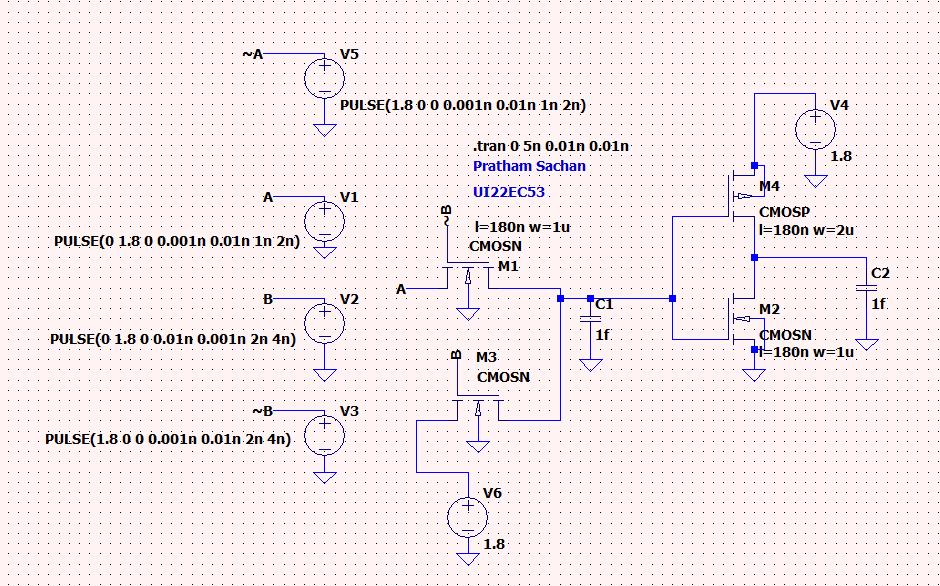 ~A
V5
PULSE(1.8 0 0 0.001n 0.01n 1n 2n)
V4
1.8
.tran 0 5n 0.01n 0.01n
Pratham Sachan
UI22EC53
A
V1
PULSE(0 1.8 0 0.001n 0.01n 1n 2n)
~B
l=180n w=1u
CMOSN
M1
A
M4
CMOSP
l=180n w=2u
B
V2
PULSE(0 1.8 0 0.01n 0.001n 2n 4n)
C1
1f
C2
1f
M2
CMOSN
l=180n w=1u
B
M3
CMOSN
~B
V3
PULSE(1.8 0 0 0.001n 0.01n 2n 4n)
V6
1.8